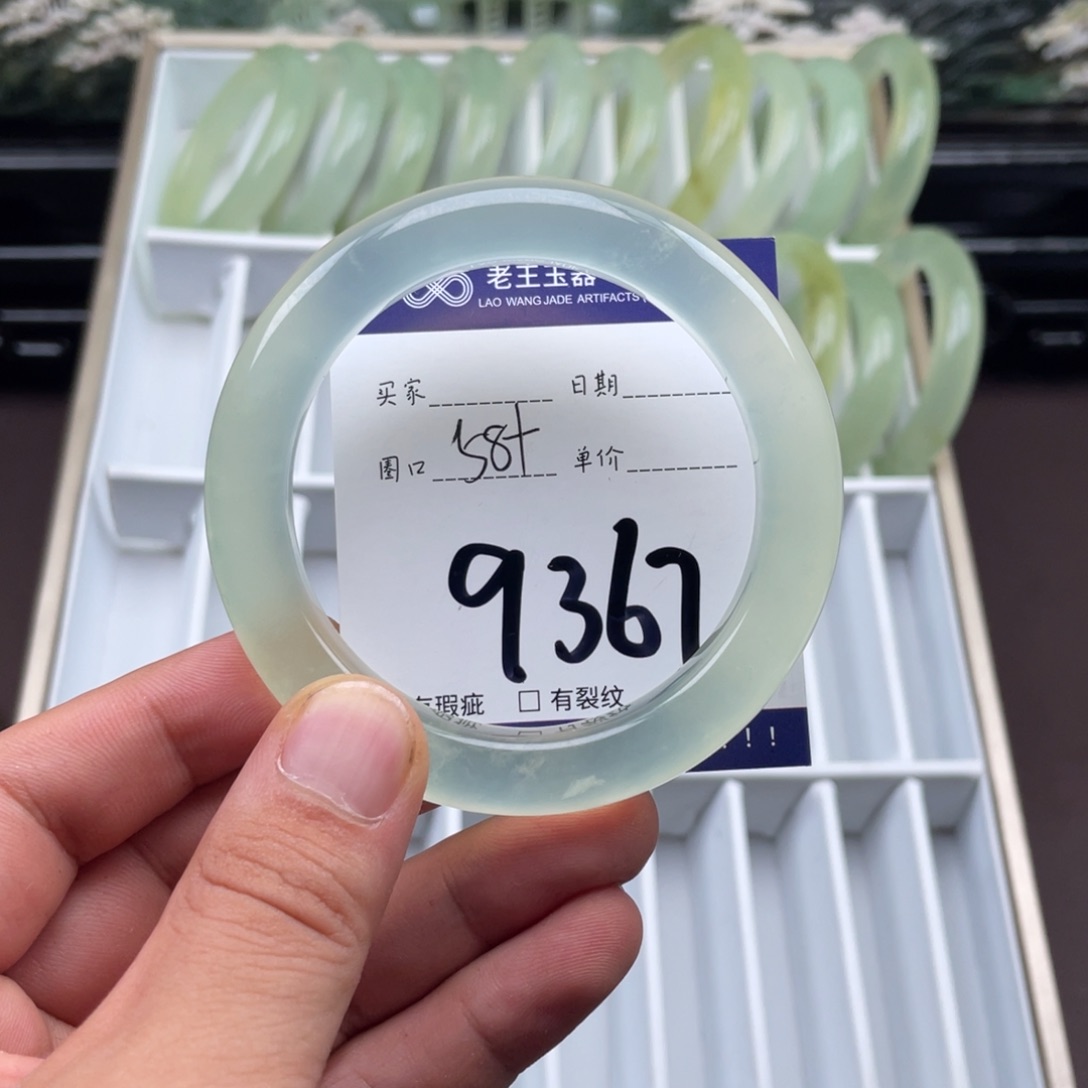 老王玉器
LAO WANG JADE ARTIFACTS
买家 日期
圈口 58+ 单价
9367
有瑕疵 □ 有裂纹
!!